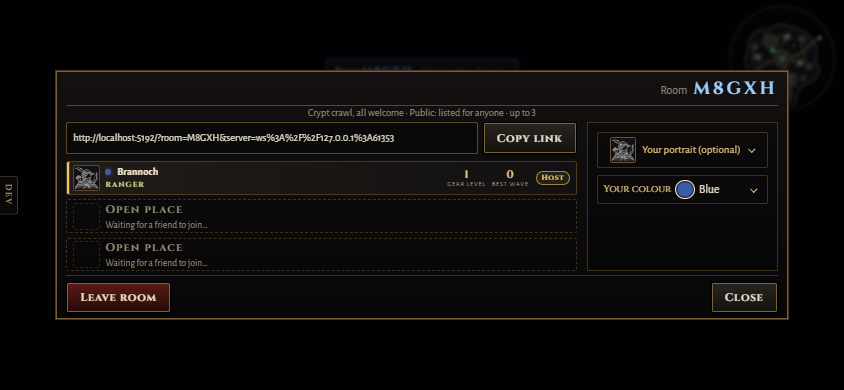 Room M8GXH
Crypt crawl, all welcome · Public: listed for anyone · up to 3
http://localhost:5192/?room=M8GXH&server=ws%3A%2F%2F127.0.0.1%3A61353
COPY LINK
Your portrait (optional)
Brannoch
RANGER
1
GEAR LEVEL
0
BEST WAVE
HOST
YOUR COLOUR Blue
DEV
OPEN PLACE
Waiting for a friend to join...
OPEN PLACE
Waiting for a friend to join...
LEAVE ROOM
CLOSE